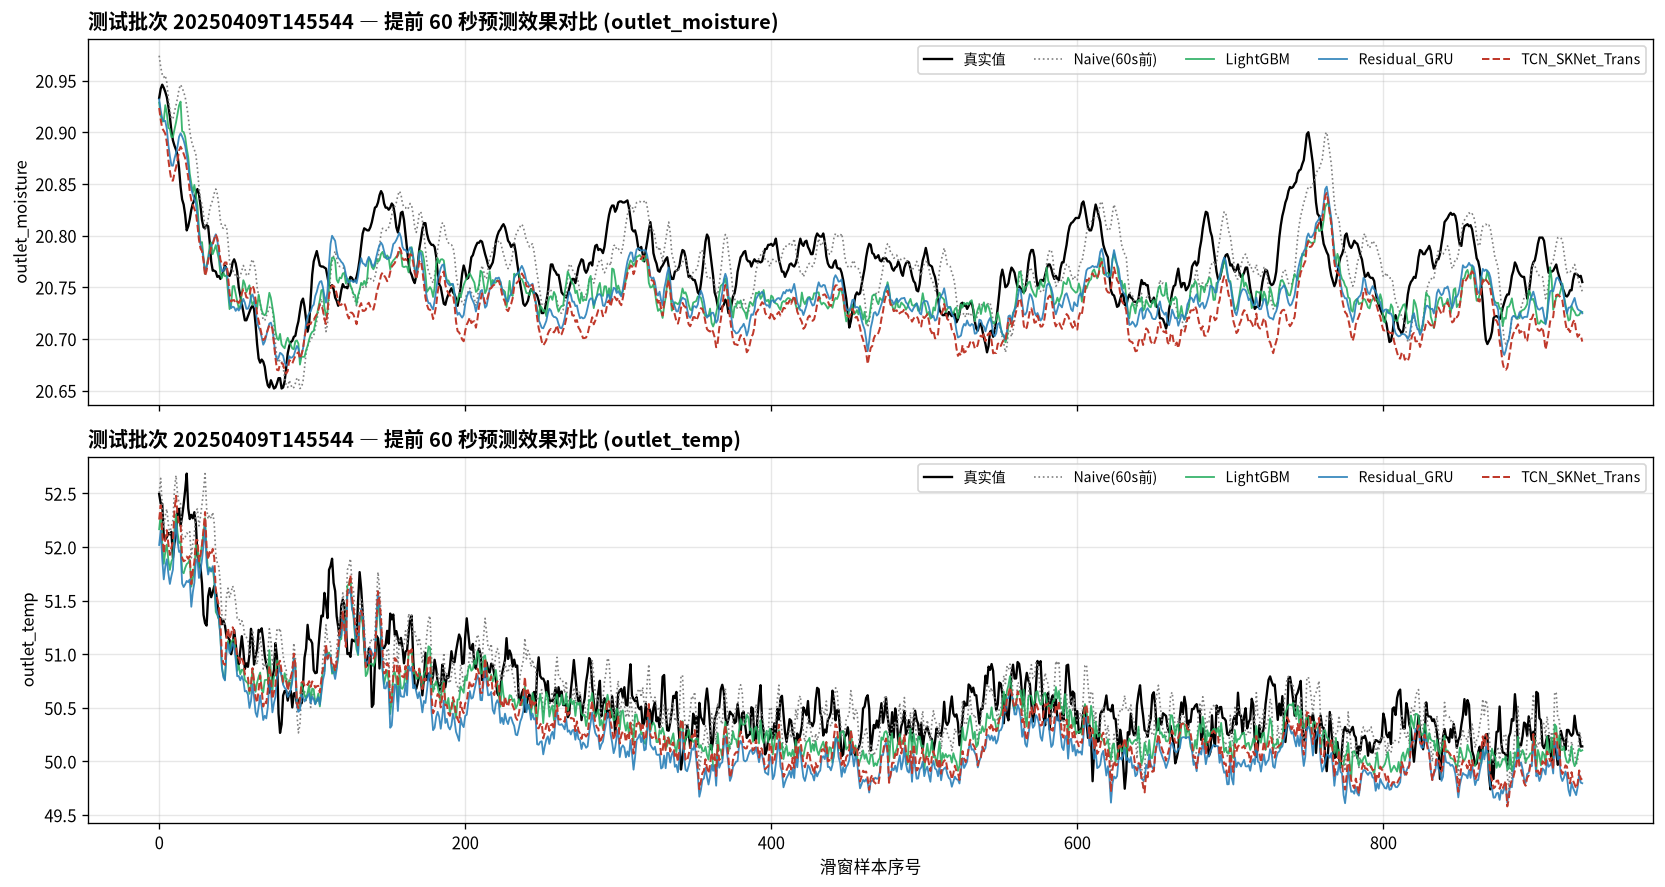 测试批次 20250409T145544 — 提前 60 秒预测效果对比 (outlet_moisture)
真实值 Naive(60s前) LightGBM Residual_GRU TCN_SKNet_Trans
20.95
20.90
20.85
20.80
20.75
20.70
20.65
outlet_moisture
测试批次 20250409T145544 — 提前 60 秒预测效果对比 (outlet_temp)
真实值 Naive(60s前) LightGBM Residual_GRU TCN_SKNet_Trans
52.5
52.0
51.5
51.0
50.5
50.0
49.5
outlet_temp
0 200 400 600 800
滑窗样本序号